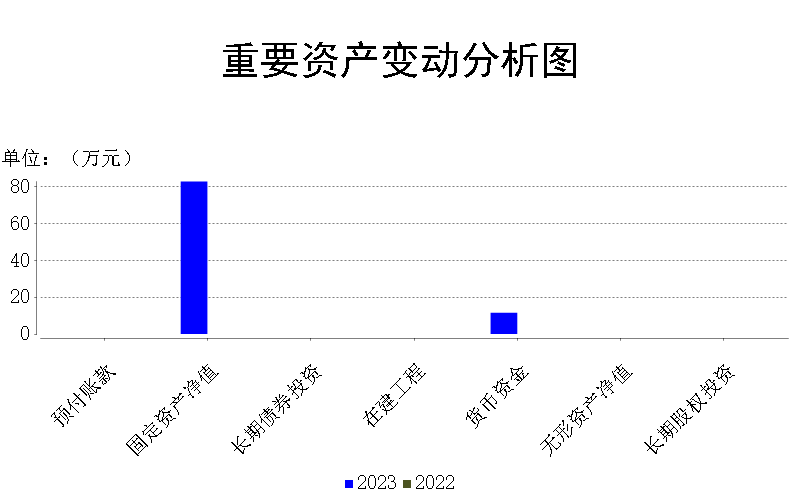 重要资产变动分析图
单位：（万元）
80
60
40
20
0
预付账款
固定资产净值
长期债券投资
在建工程
货币资金
无形资产净值
长期股权投资
2023 2022